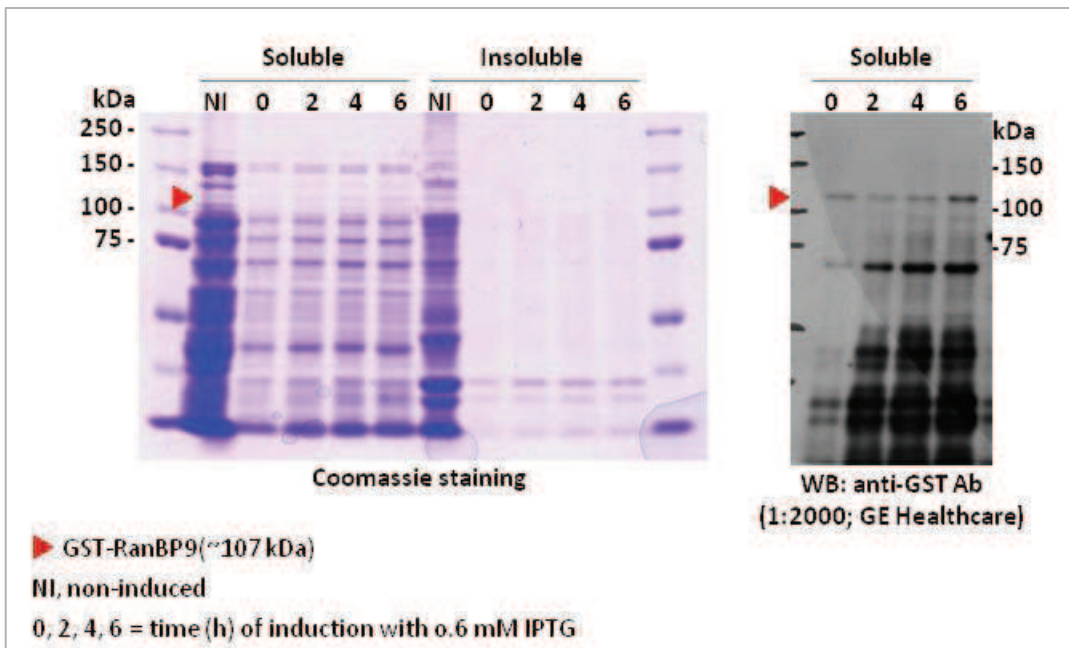 Soluble Insoluble
kDa NI 0 2 4 6 NI 0 2 4 6
250 -
150 -
100 -
75 -
Coomassie staining
Soluble
0 2 4 6
kDa
-150
-100
-75
WB: anti-GST Ab
(1:2000; GE Healthcare)
GST-RanBP9(~107 kDa)
NI, non-induced
0, 2, 4, 6 = time (h) of induction with o.6 mM IPTG